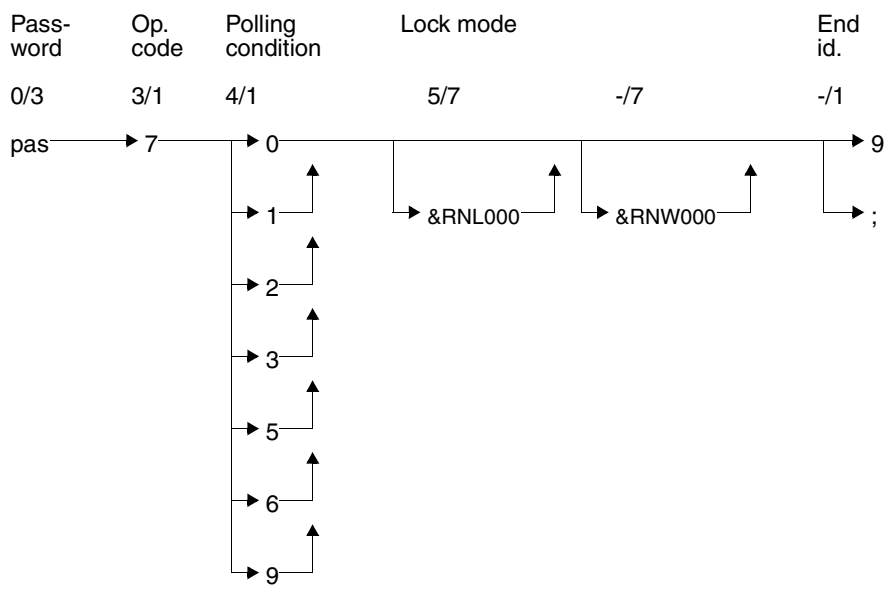 Pass-
word
Op.
code
Polling
condition
Lock mode
End
id.
0/3
3/1
4/1
5/7
-/7
-/1
pas
7
0
9
1
&RNL000
&RNW000
;
2
3
5
6
9